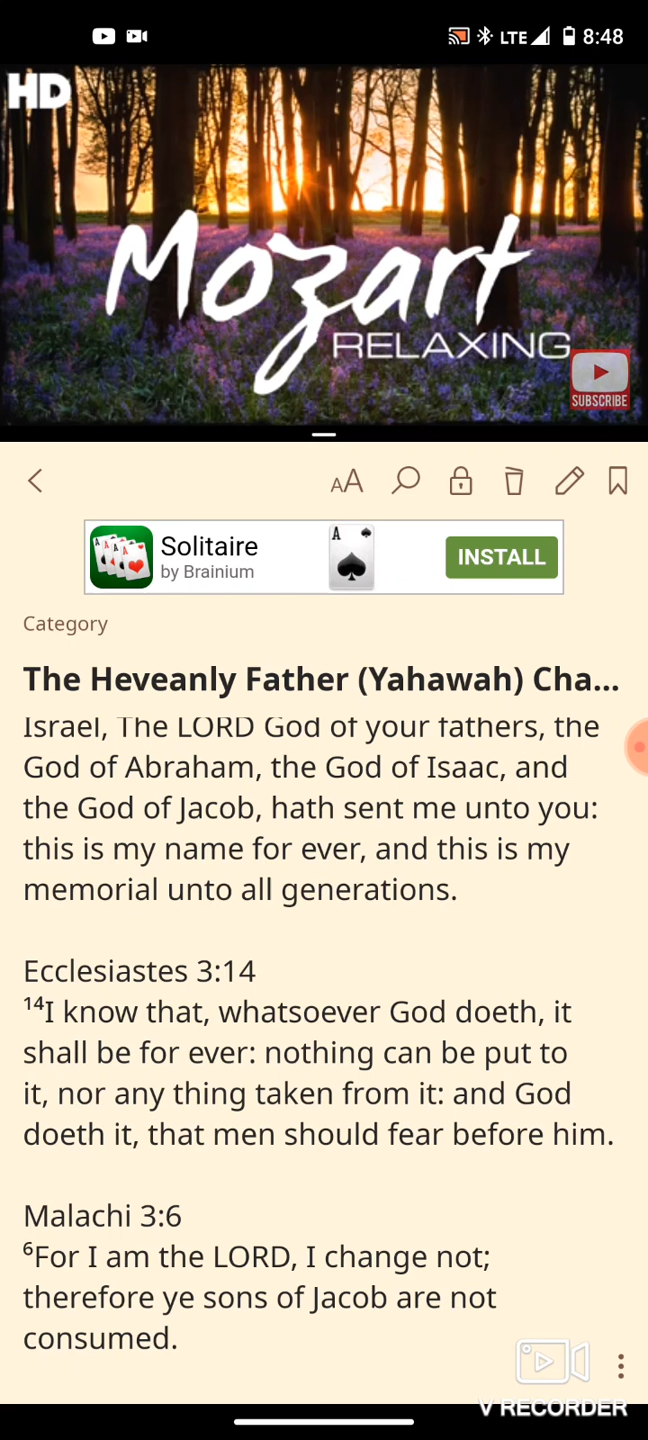 LTE 8:48
HD
Mozart
RELAXING
SUBSCRIBE
AA
Solitaire
by Brainium
A
INSTALL
Category
The Heveanly Father (Yahawah) Cha...
Israel, The LORD God of your fathers, the
God of Abraham, the God of Isaac, and
the God of Jacob, hath sent me unto you:
this is my name for ever, and this is my
memorial unto all generations.
Ecclesiastes 3:14
¹⁴I know that, whatsoever God doeth, it
shall be for ever: nothing can be put to
it, nor any thing taken from it: and God
doeth it, that men should fear before him.
Malachi 3:6
⁶For I am the LORD, I change not;
therefore ye sons of Jacob are not
consumed.
V RECORDER